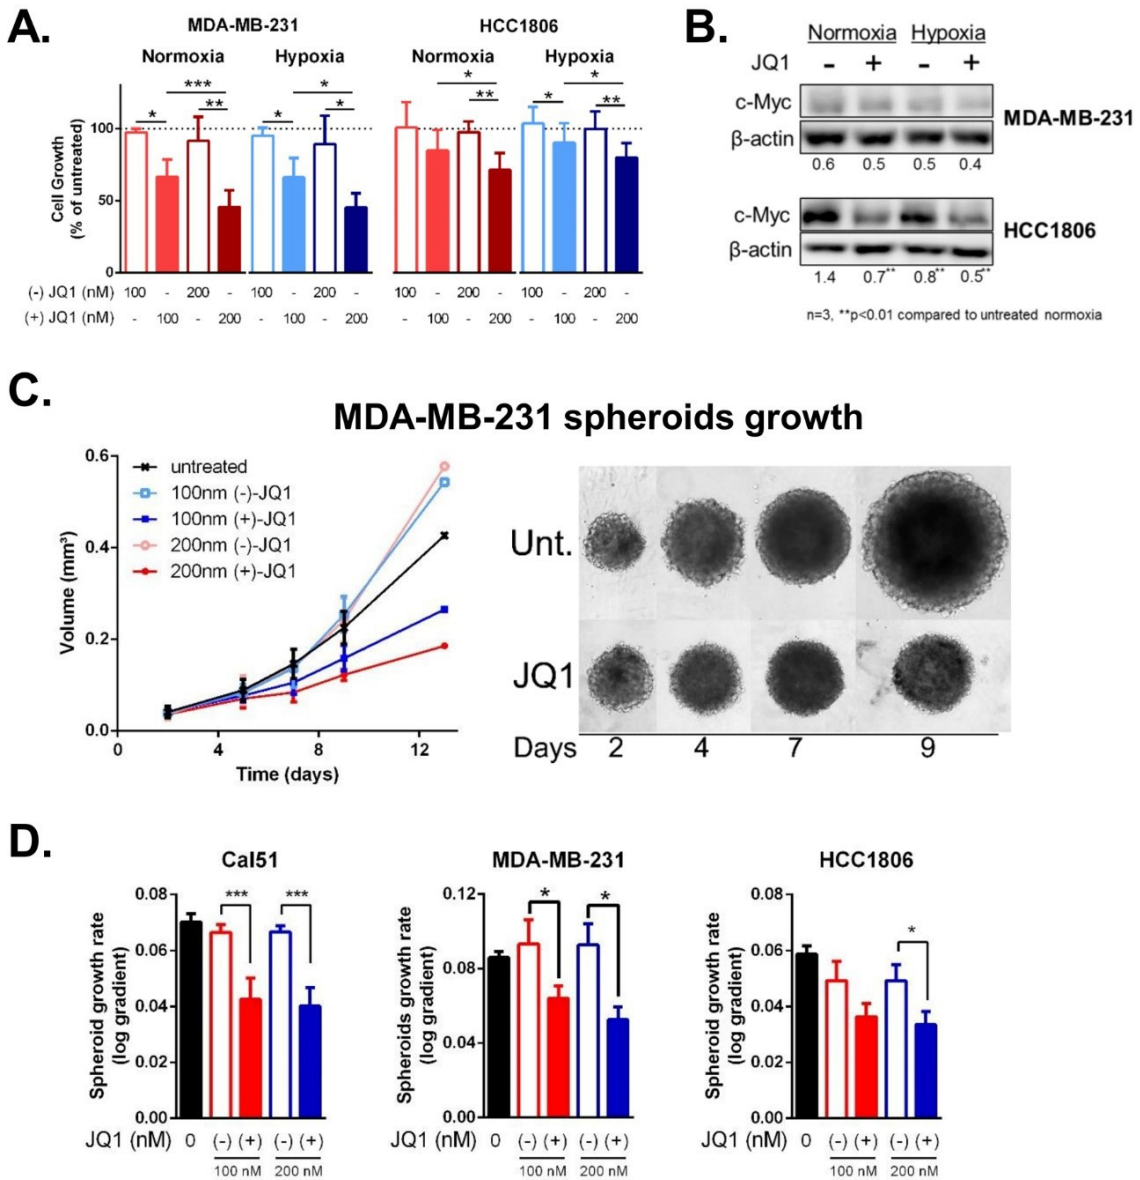 A.
MDA-MB-231
HCC1806
Normoxia
Hypoxia
Normoxia
Hypoxia
Cell Growth
(% of untreated)
100
50
0
*
***
**
*
*
*
*
**
*
*
**
(-) JQ1 (nM) 100 - 200 - 100 - 200 - 100 - 200 - 100 - 200 -
(+) JQ1 (nM) - 100 - 200 - 100 - 200 - 100 - 200 - 100 - 200
B.
Normoxia Hypoxia
JQ1 - + - +
c-Myc
MDA-MB-231
β-actin
0.6 0.5 0.5 0.4
c-Myc
HCC1806
β-actin
1.4 0.7** 0.8** 0.5**
n=3, **p<0.01 compared to untreated normoxia
C.
MDA-MB-231 spheroids growth
Volume (mm³)
0.6
0.4
0.2
0.0
untreated
100nm (-)-JQ1
100nm (+)-JQ1
200nm (-)-JQ1
200nm (+)-JQ1
0 4 8 12
Time (days)
Unt.
JQ1
Days 2 4 7 9
D.
Cal51
Spheroid growth rate
(log gradient)
0.08
0.06
0.04
0.02
0.00
*** ***
JQ1 (nM) 0 (-) (+) (-) (+)
100 nM 200 nM
MDA-MB-231
Spheroids growth rate
(log gradient)
0.12
0.08
0.04
0.00
* *
JQ1 (nM) 0 (-) (+) (-) (+)
100 nM 200 nM
HCC1806
Spheroid growth rate
(log gradient)
0.08
0.06
0.04
0.02
0.00
*
JQ1 (nM) 0 (-) (+) (-) (+)
100 nM 200 nM